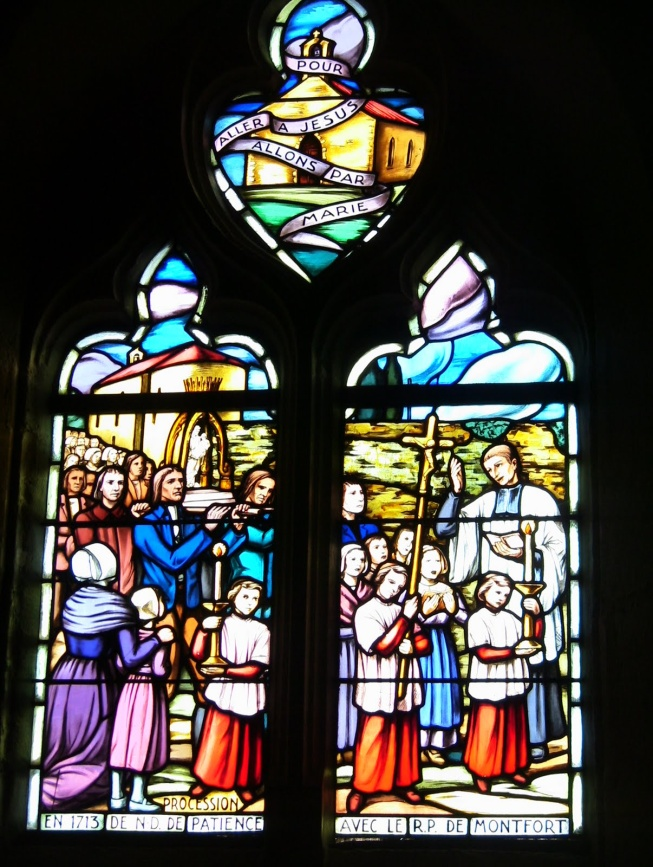 POUR
ALLER A JESUS
ALLONS PAR
MARIE
PROCESSION
EN 1713 DE N.D. DE PATIENCE
AVEC LE R.P. DE MONTFORT